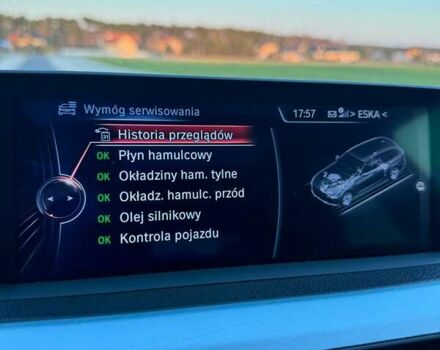 Wymóg serwisowania
17:57 > ESKA <
Historia przeglądów
OK Płyn hamulcowy
OK Okładziny ham. tylne
OK Okładz. hamulc. przód
OK Olej silnikowy
OK Kontrola pojazdu